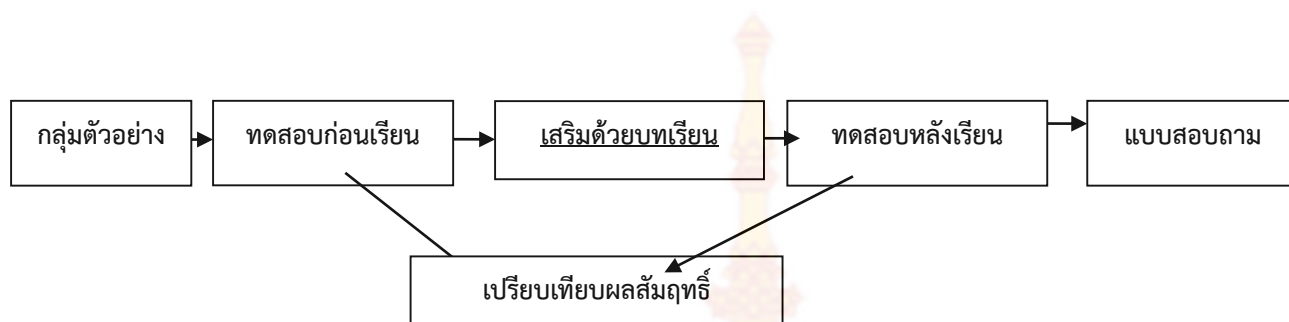 กลุ่มตัวอย่าง
ทดสอบก่อนเรียน
เสริมด้วยบทเรียน
ทดสอบหลังเรียน
แบบสอบถาม
เปรียบเทียบผลสัมฤทธิ์